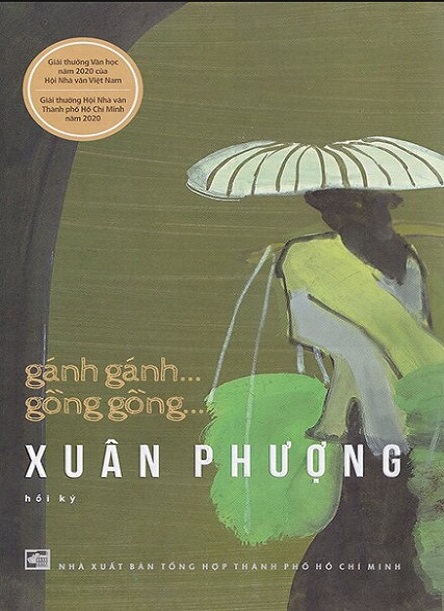 Giải thưởng Văn học
năm 2020 của
Hội Nhà văn Việt Nam
Giải thưởng Hội Nhà văn
Thành phố Hồ Chí Minh
năm 2020
gánh gánh...
gồng gồng...
XUÂN PHƯỢNG
hồi ký
NHÀ XUẤT BẢN TỔNG HỢP THÀNH PHỐ HỒ CHÍ MINH